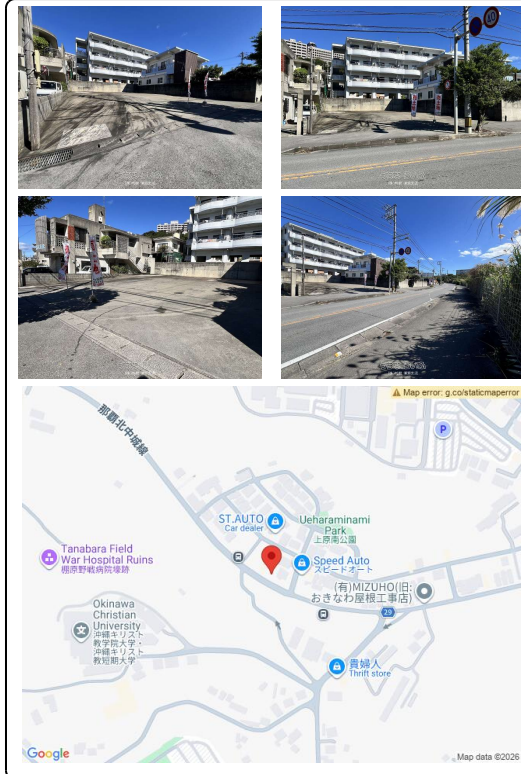 ⚠ Map error: g.co/staticmaperror
那覇北中城線
P
ST.AUTO
Car dealer
Ueharaminami
Park
上原南公園
Tanabara Field
War Hospital Ruins
棚原野戦病院壕跡
Speed Auto
スピードオート
(有)MIZUHO(旧:
おきなわ屋根工事店)
29
Okinawa
Christian
University
沖縄キリスト
教学院大学・
沖縄キリスト
教短期大学
貴婦人
Thrift store
Google
Map data ©2026